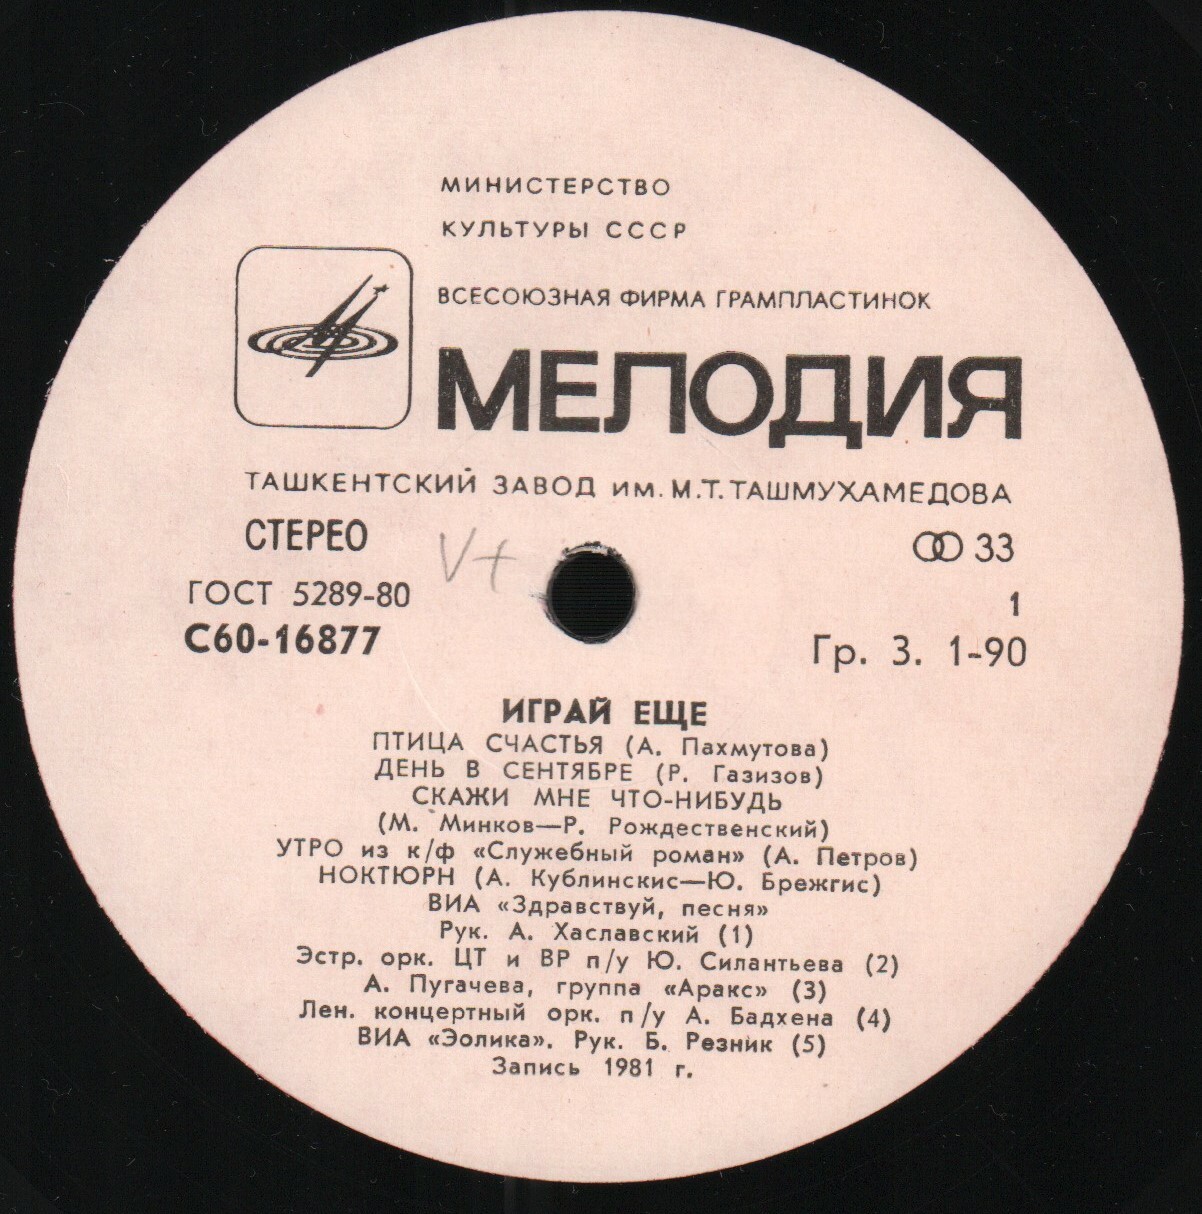 МИНИСТЕРСТВО
КУЛЬТУРЫ СССР
ВСЕСОЮЗНАЯ ФИРМА ГРАМПЛАСТИНОК
МЕЛОДИЯ
ТАШКЕНТСКИЙ ЗАВОД ИМ. М.Т. ТАШМУХАМЕДОВА
СТЕРЕО
V+
33
ГОСТ 5289-80
1
С60-16877
Гр. 3. 1-90
ИГРАЙ ЕЩЕ
ПТИЦА СЧАСТЬЯ (А. Пахмутова)
ДЕНЬ В СЕНТЯБРЕ (Р. Газизов)
СКАЖИ МНЕ ЧТО-НИБУДЬ
(М. Минков—Р. Рождественский)
УТРО из к/ф «Служебный роман» (А. Петров)
НОКТЮРН (А. Кублинскис—Ю. Брежгис)
ВИА «Здравствуй, песня»
Рук. А. Хаславский (1)
Эстр. орк. ЦТ и ВР п/у Ю. Силантьева (2)
А. Пугачева, группа «Аракс» (3)
Лен. концертный орк. п/у А. Бадхена (4)
ВИА «Эолика». Рук. Б. Резник (5)
Запись 1981 г.